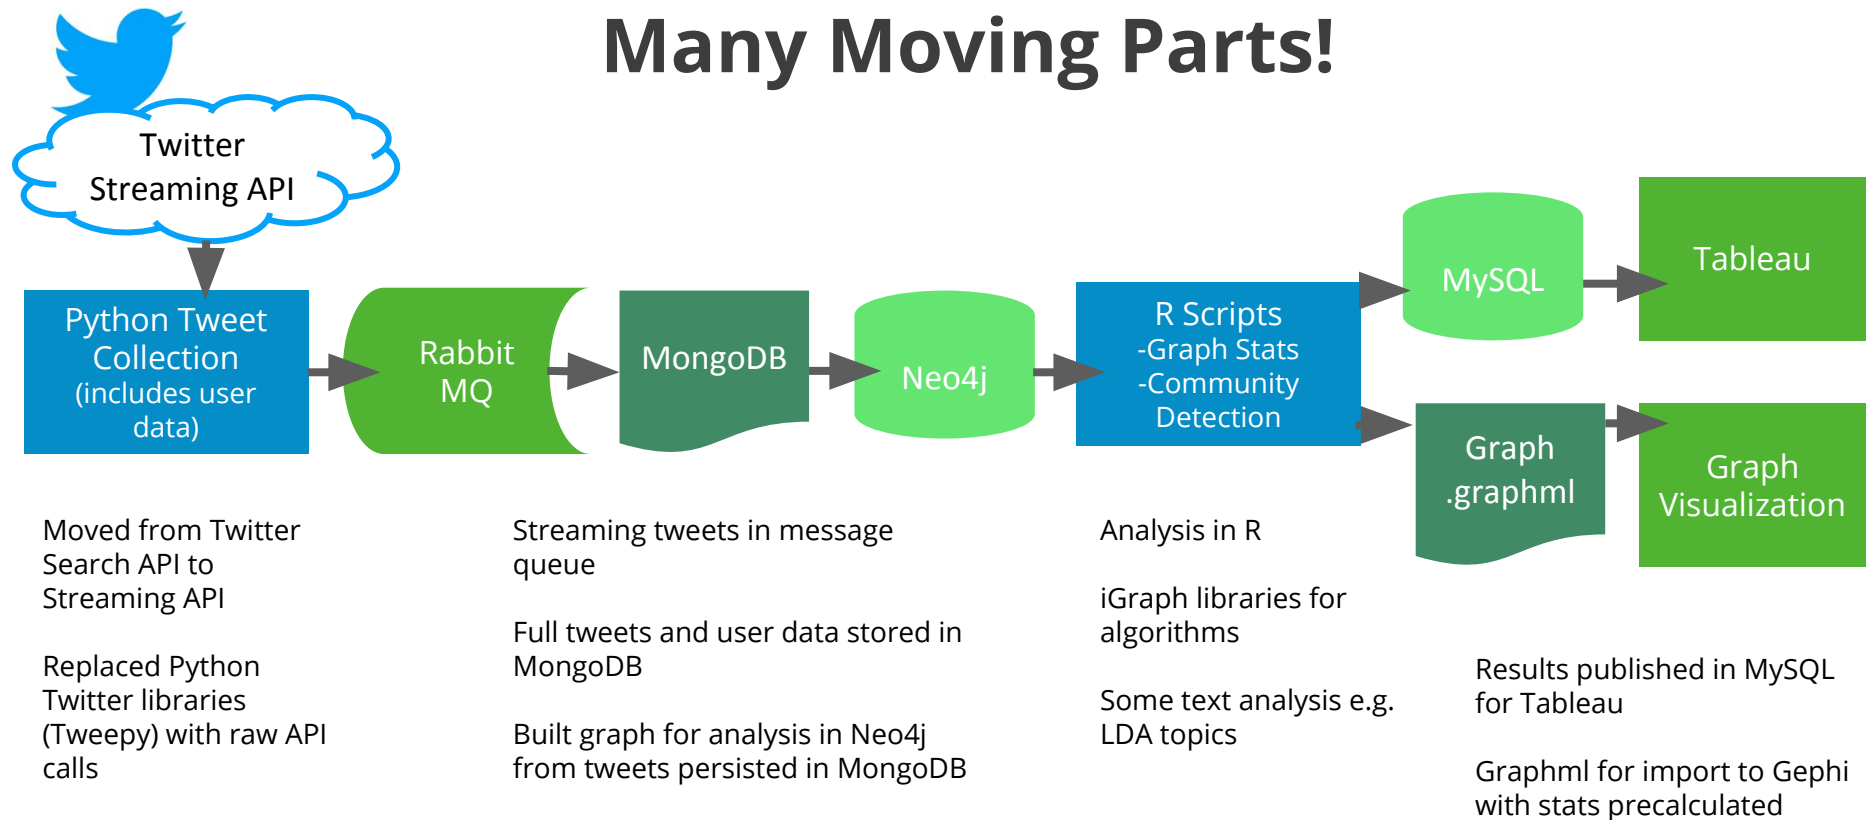 Many Moving Parts!
Twitter
Streaming API
Python Tweet
Collection
(includes user
data)
Rabbit
MQ
MongoDB
Neo4j
R Scripts
-Graph Stats
-Community
Detection
MySQL
Tableau
Graph
.graphml
Graph
Visualization
Moved from Twitter
Search API to
Streaming API
Replaced Python
Twitter libraries
(Tweepy) with raw API
calls
Streaming tweets in message
queue
Full tweets and user data stored in
MongoDB
Built graph for analysis in Neo4j
from tweets persisted in MongoDB
Analysis in R
iGraph libraries for
algorithms
Some text analysis e.g.
LDA topics
Results published in MySQL
for Tableau
Graphml for import to Gephi
with stats precalculated